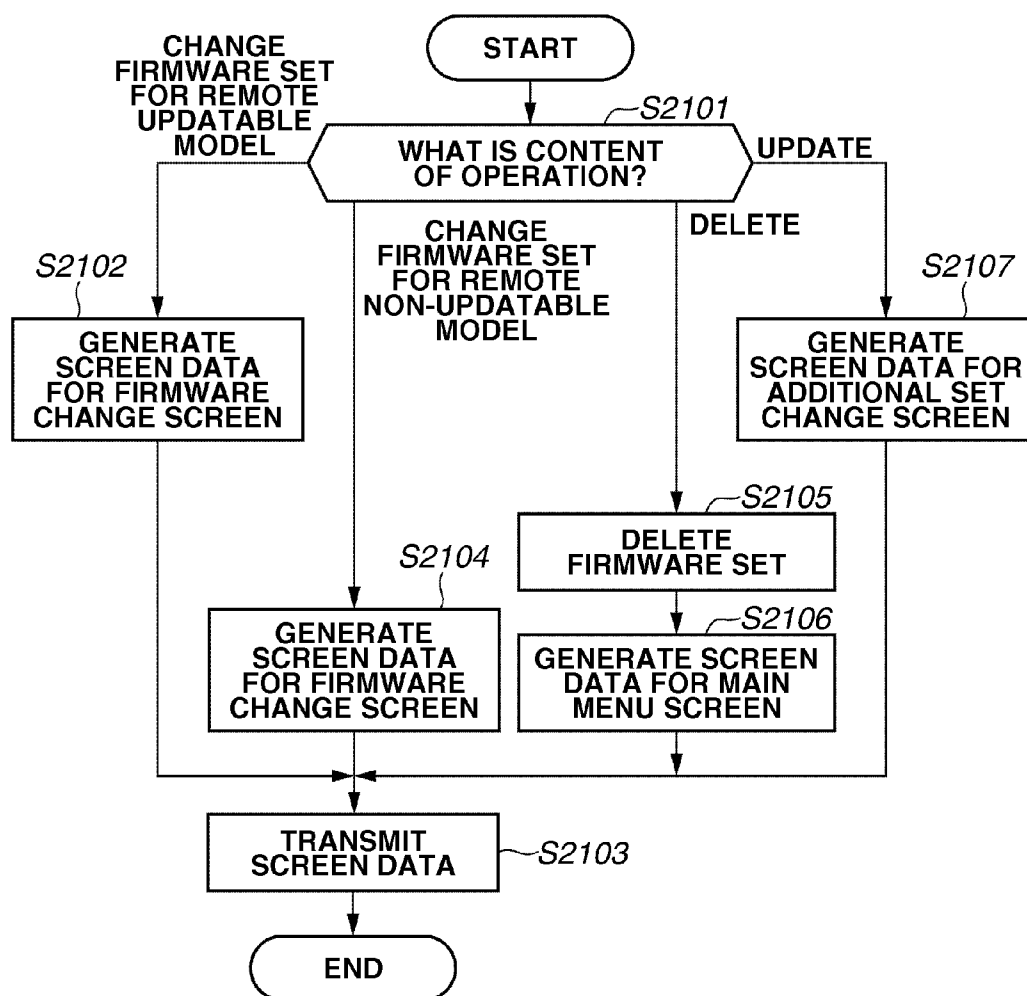 START
CHANGE
FIRMWARE SET
FOR REMOTE
UPDATABLE
MODEL
S2101
WHAT IS CONTENT
OF OPERATION?
UPDATE
DELETE
CHANGE
FIRMWARE SET
FOR REMOTE
NON-UPDATABLE
MODEL
S2102
GENERATE
SCREEN DATA
FOR FIRMWARE
CHANGE SCREEN
S2107
GENERATE
SCREEN DATA FOR
ADDITIONAL SET
CHANGE SCREEN
S2105
DELETE
FIRMWARE SET
S2104
GENERATE
SCREEN DATA
FOR FIRMWARE
CHANGE SCREEN
S2106
GENERATE SCREEN
DATA FOR MAIN
MENU SCREEN
TRANSMIT
SCREEN DATA
S2103
END